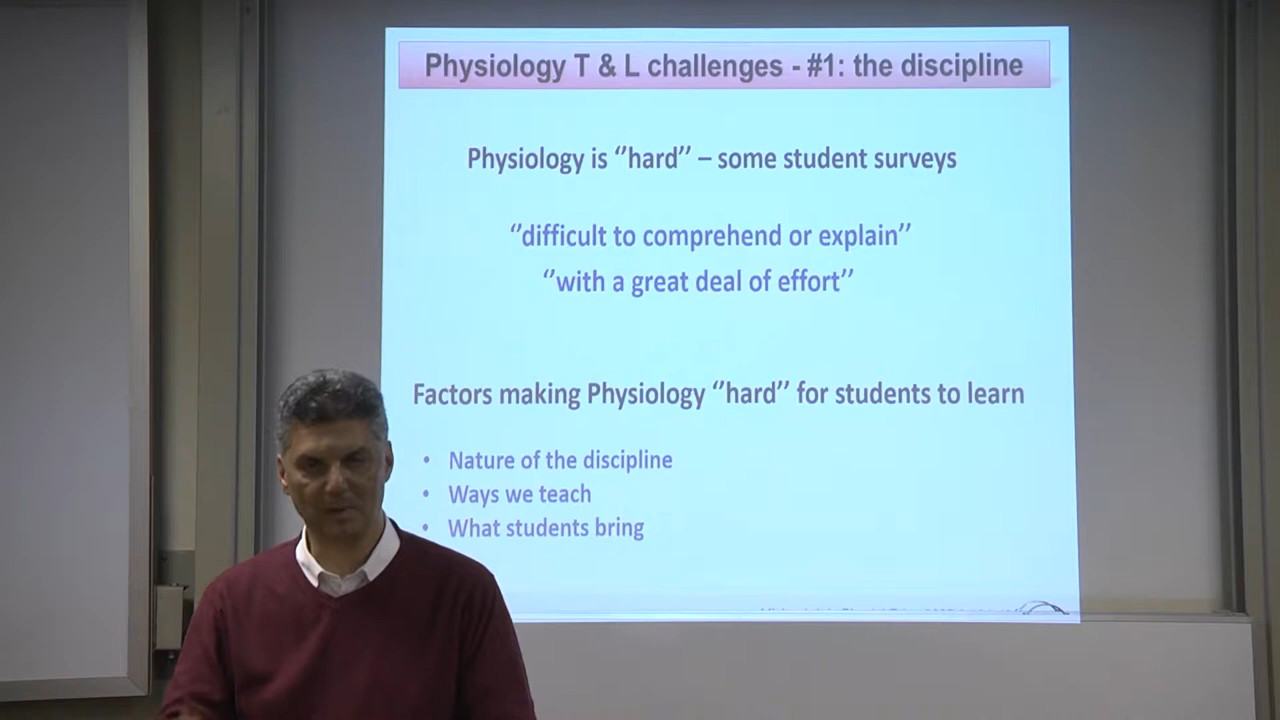 Physiology T & L challenges - #1: the discipline
Physiology is ‘’hard’’ – some student surveys
‘’difficult to comprehend or explain’’
‘’with a great deal of effort’’
Factors making Physiology ‘’hard’’ for students to learn
• Nature of the discipline
• Ways we teach
• What students bring